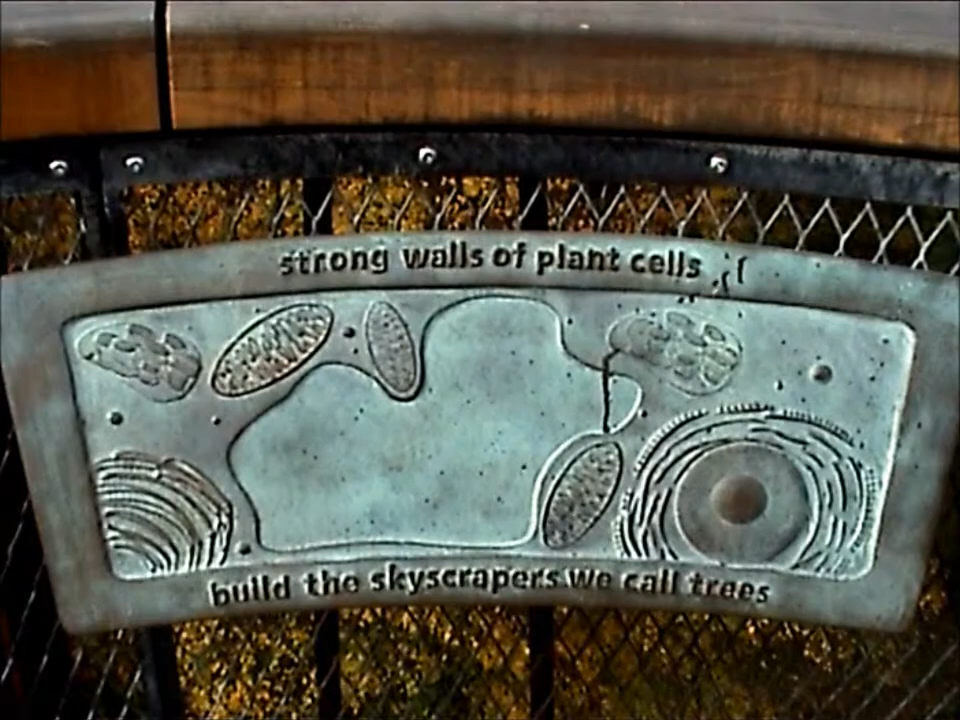 strong walls of plant cells
build the skyscrapers we call trees